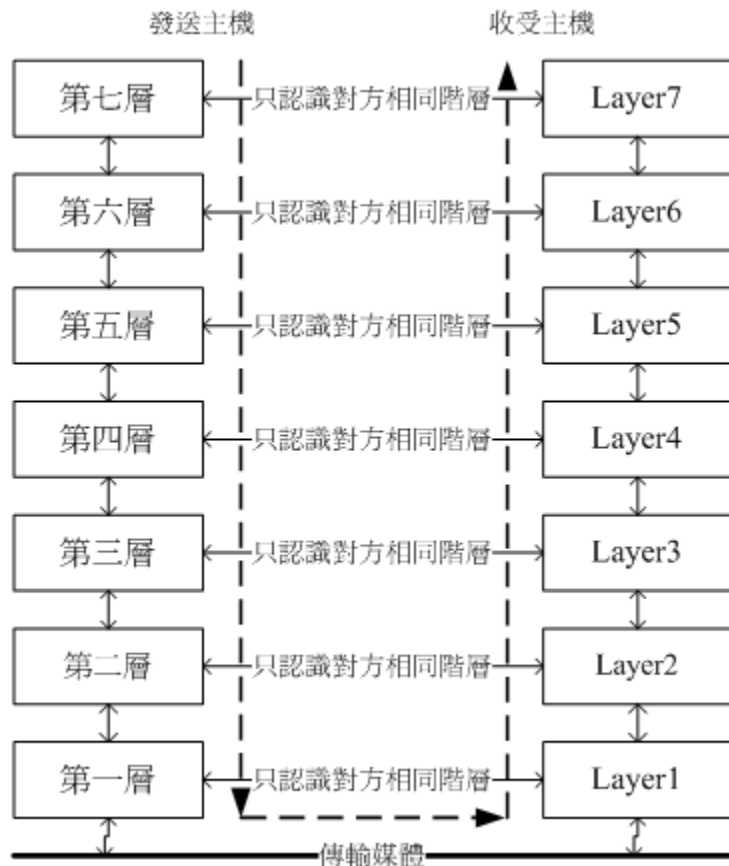 發送主機 收受主機
第七層 只認識對方相同階層 Layer7
第六層 只認識對方相同階層 Layer6
第五層 只認識對方相同階層 Layer5
第四層 只認識對方相同階層 Layer4
第三層 只認識對方相同階層 Layer3
第二層 只認識對方相同階層 Layer2
第一層 只認識對方相同階層 Layer1
傳輸媒體